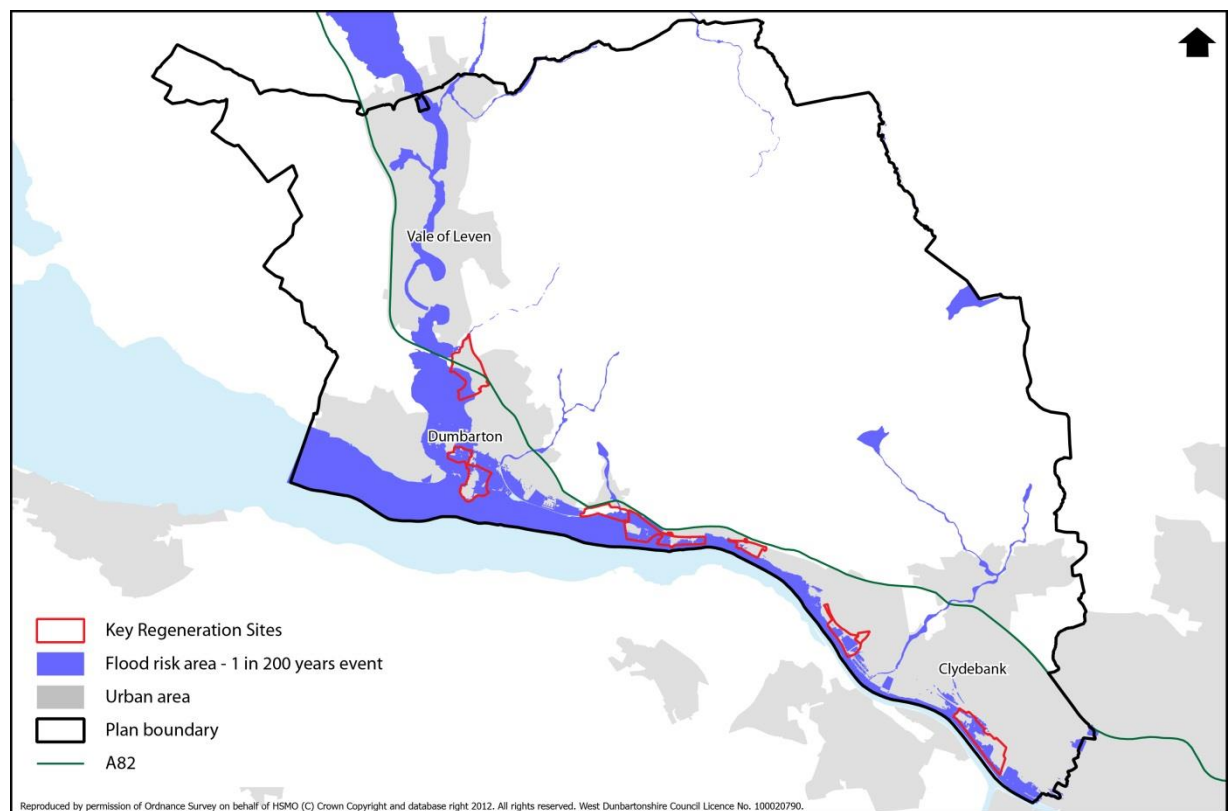 Vale of Leven
Dumbarton
Clydebank
Key Regeneration Sites
Flood risk area - 1 in 200 years event
Urban area
Plan boundary
A82
Reproduced by permission of Ordnance Survey on behalf of HSMO (C) Crown Copyright and database right 2012. All rights reserved. West Dunbartonshire Council Licence No. 100020790.